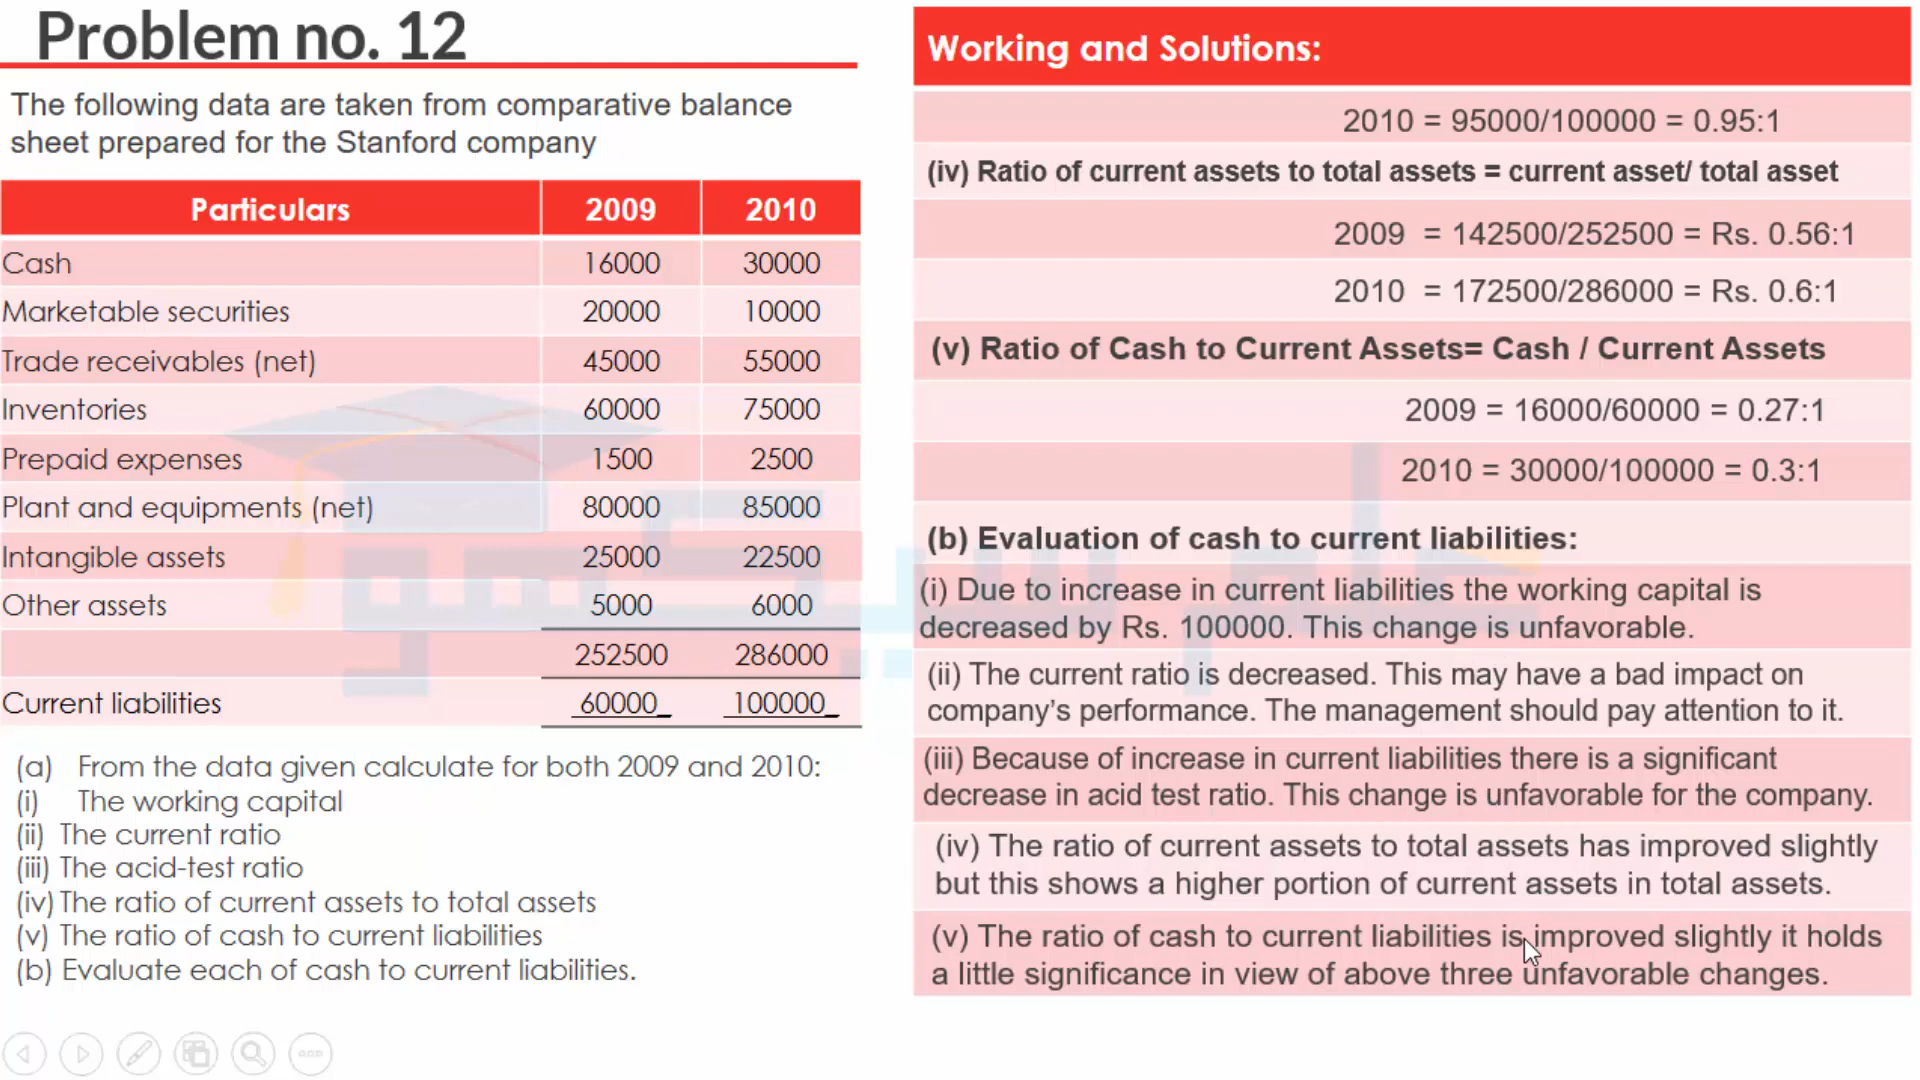 Problem no. 12
The following data are taken from comparative balance
sheet prepared for the Stanford company
Particulars 2009 2010
Cash 16000 30000
Marketable securities 20000 10000
Trade receivables (net) 45000 55000
Inventories 60000 75000
Prepaid expenses 1500 2500
Plant and equipments (net) 80000 85000
Intangible assets 25000 22500
Other assets 5000 6000
252500 286000
Current liabilities 60000_ 100000_
(a) From the data given calculate for both 2009 and 2010:
(i) The working capital
(ii) The current ratio
(iii) The acid-test ratio
(iv) The ratio of current assets to total assets
(v) The ratio of cash to current liabilities
(b) Evaluate each of cash to current liabilities.
Working and Solutions:
2010 = 95000/100000 = 0.95:1
(iv) Ratio of current assets to total assets = current asset/ total asset
2009 = 142500/252500 = Rs. 0.56:1
2010 = 172500/286000 = Rs. 0.6:1
(v) Ratio of Cash to Current Assets= Cash / Current Assets
2009 = 16000/60000 = 0.27:1
2010 = 30000/100000 = 0.3:1
(b) Evaluation of cash to current liabilities:
(i) Due to increase in current liabilities the working capital is
decreased by Rs. 100000. This change is unfavorable.
(ii) The current ratio is decreased. This may have a bad impact on
company’s performance. The management should pay attention to it.
(iii) Because of increase in current liabilities there is a significant
decrease in acid test ratio. This change is unfavorable for the company.
(iv) The ratio of current assets to total assets has improved slightly
but this shows a higher portion of current assets in total assets.
(v) The ratio of cash to current liabilities is improved slightly it holds
a little significance in view of above three unfavorable changes.